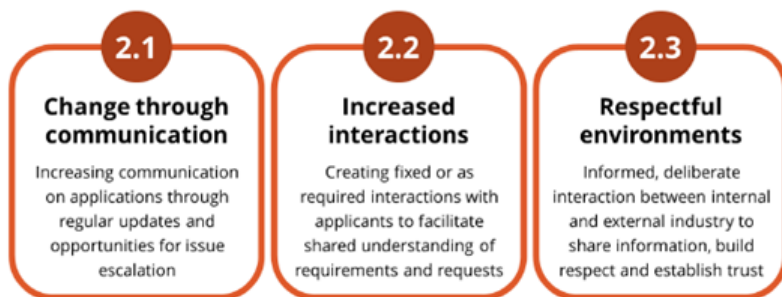 2.1
Change through
communication
Increasing communication
on applications through
regular updates and
opportunities for issue
escalation
2.2
Increased
interactions
Creating fixed or as
required interactions with
applicants to facilitate
shared understanding of
requirements and requests
2.3
Respectful
environments
Informed, deliberate
interaction between internal
and external industry to
share information, build
respect and establish trust